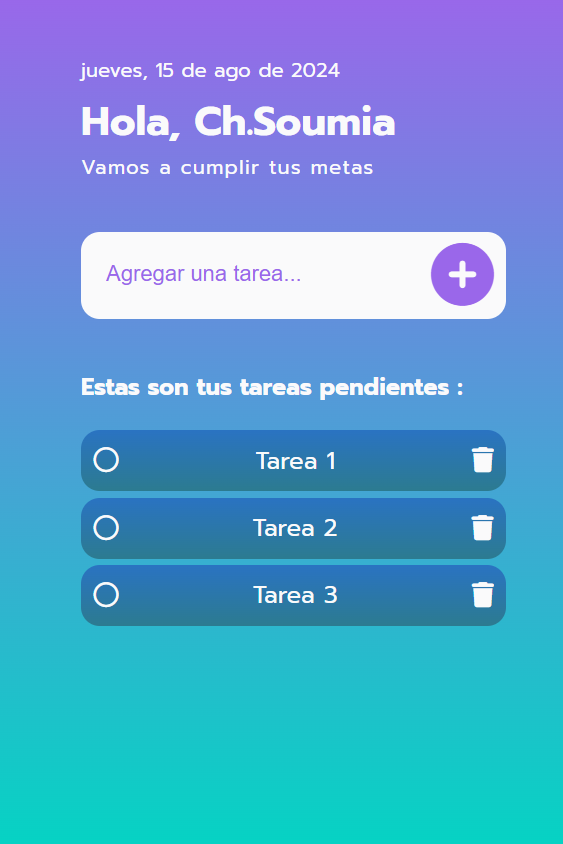 jueves, 15 de ago de 2024
Hola, Ch.Soumia
Vamos a cumplir tus metas
Agregar una tarea...
Estas son tus tareas pendientes :
Tarea 1
Tarea 2
Tarea 3